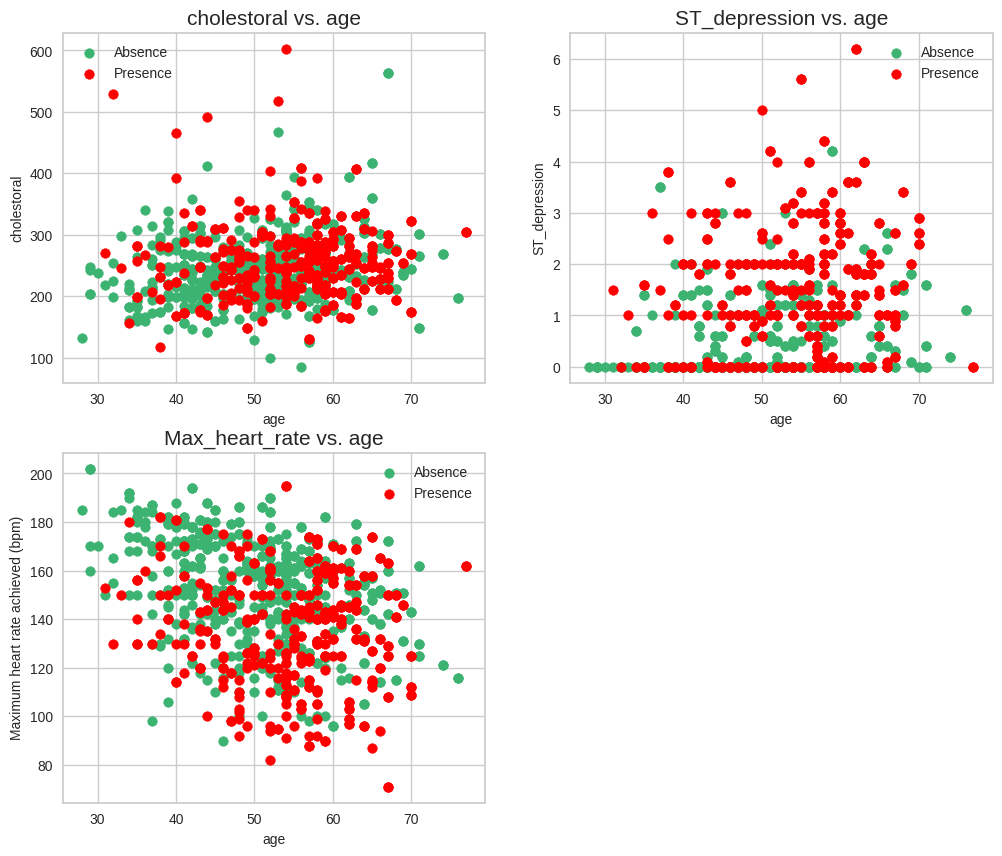 cholestoral vs. age
Absence
Presence
600
500
400
300
200
100
cholestoral
30 40 50 60 70
age
ST_depression vs. age
Absence
Presence
6
5
4
3
2
1
0
ST_depression
30 40 50 60 70
age
Max_heart_rate vs. age
Absence
Presence
200
180
160
140
120
100
80
Maximum heart rate achieved (bpm)
30 40 50 60 70
age